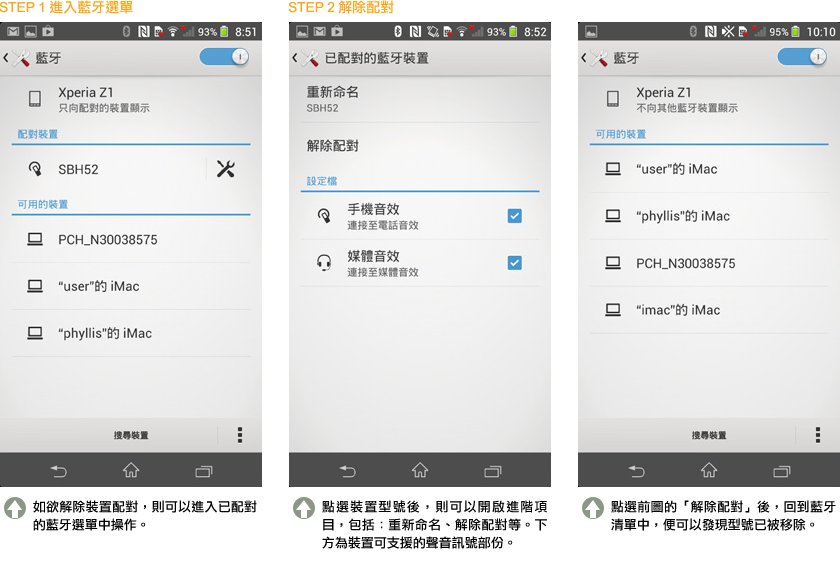 STEP 1 進入藍牙選單
93% 8:51
藍牙
Xperia Z1
只向配對的裝置顯示
配對裝置
SBH52
可用的裝置
PCH_N30038575
“user”的 iMac
“phyllis”的 iMac
搜尋裝置
如欲解除裝置配對，則可以進入已配對
的藍牙選單中操作。
STEP 2 解除配對
93% 8:52
已配對的藍牙裝置
重新命名
SBH52
解除配對
設定檔
手機音效
連接至電話音效
媒體音效
連接至媒體音效
點選裝置型號後，則可以開啟進階項
目，包括：重新命名、解除配對等。下
方為裝置可支援的聲音訊號部份。
95% 10:10
藍牙
Xperia Z1
不向其他藍牙裝置顯示
可用的裝置
“user”的 iMac
“phyllis”的 iMac
PCH_N30038575
“imac”的 iMac
搜尋裝置
點選前圖的「解除配對」後，回到藍牙
清單中，便可以發現型號已被移除。